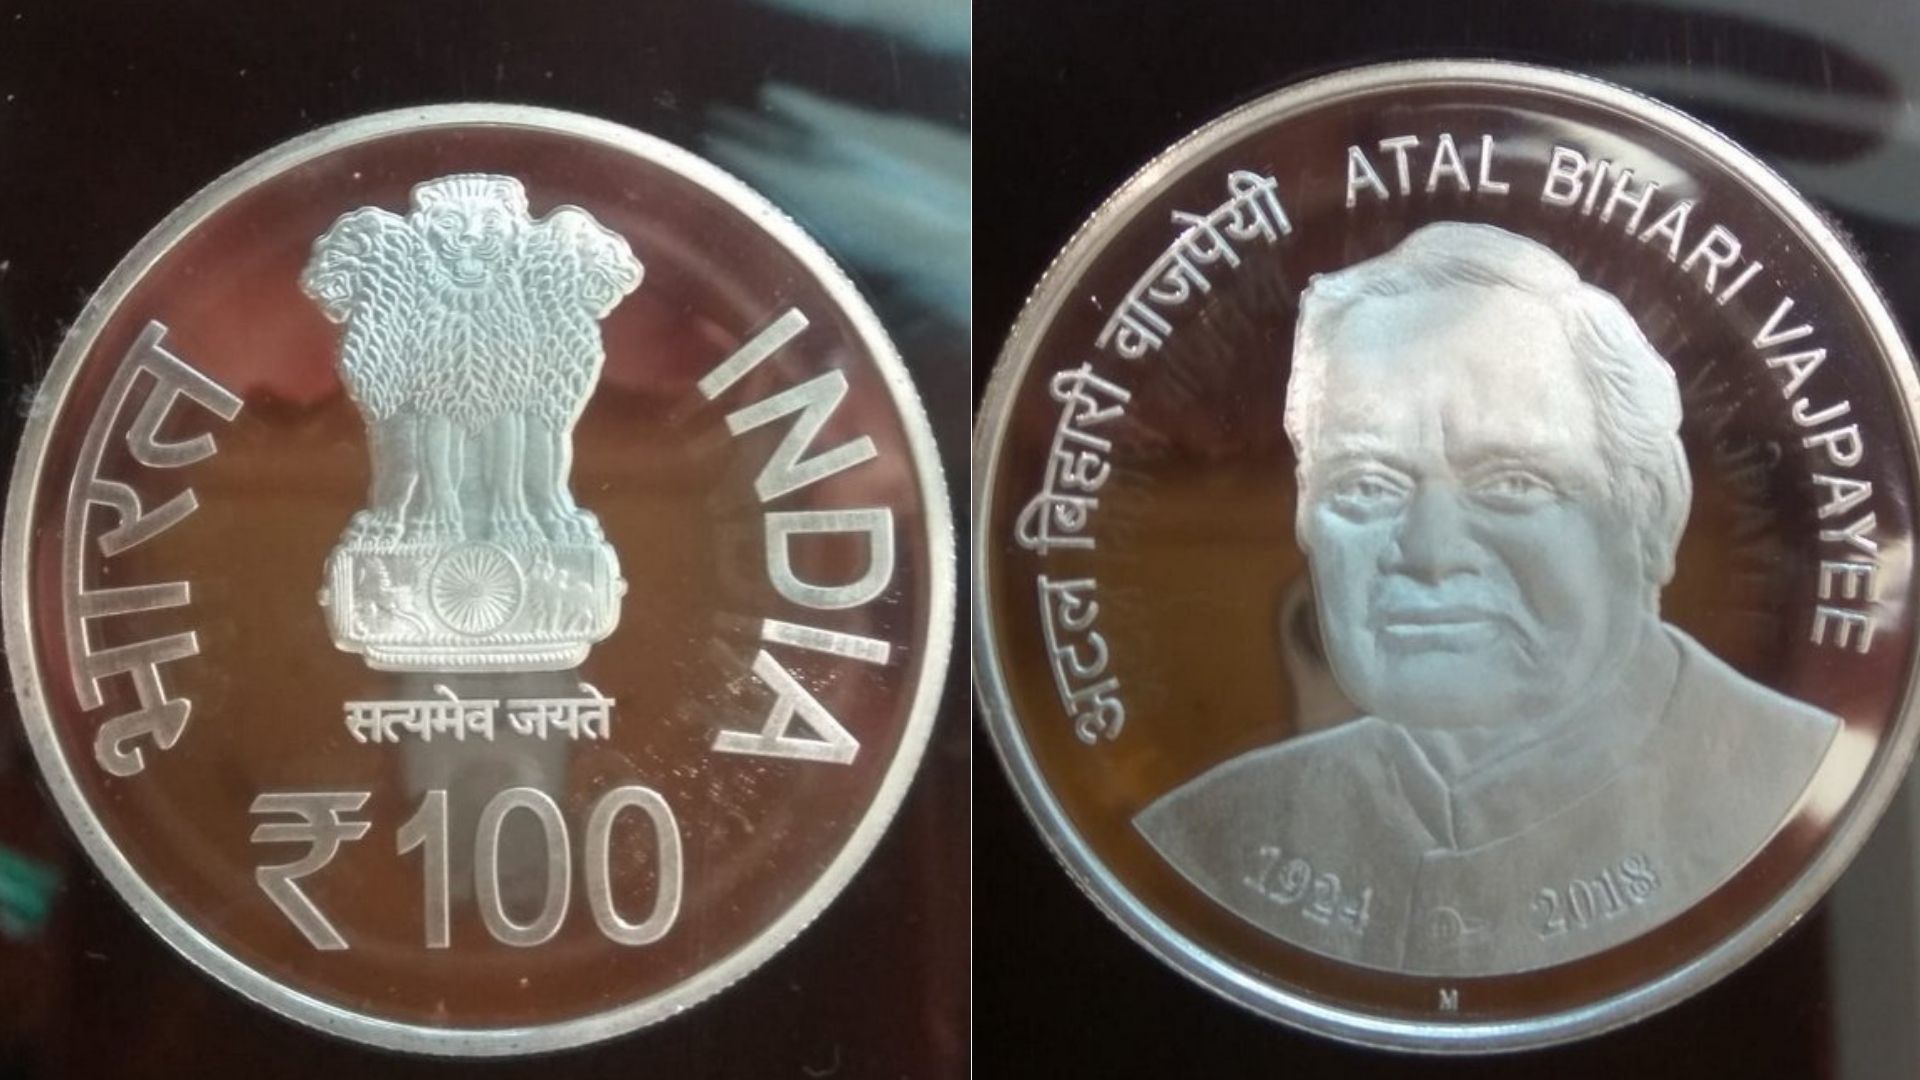 भारत
INDIA
सत्यमेव जयते
₹100
अटल बिहारी वाजपेयी
ATAL BIHARI VAJPAYEE
1924
2018
M